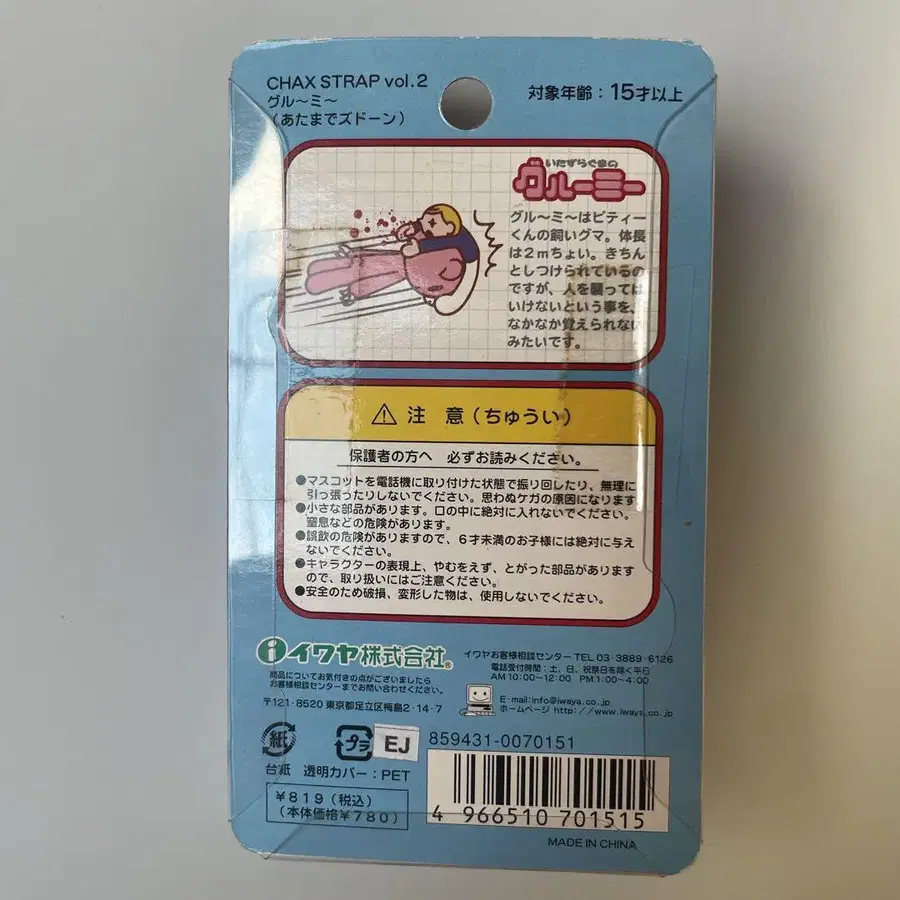 CHAX STRAP vol.2
グル〜ミ〜
(あたまでズドーン)
対象年齢：15才以上
いたずらぐまの
グルーミー
グル〜ミ〜はピティー
くんの飼いグマ。体長
は2mちょい。きちん
としつけられているの
ですが、人を襲っては
いけないという事を、
なかなか覚えられない
みたいです。
⚠ 注 意（ちゅうい）
保護者の方へ 必ずお読みください。
●マスコットを電話機に取り付けた状態で振り回したり、無理に
引っ張ったりしないでください。思わぬケガの原因になります。
●小さな部品があります。口の中に絶対に入れないでください。
窒息などの危険があります。
●誤飲の危険がありますので、6才未満のお子様には絶対に与え
ないでください。
●キャラクターの表現上、やむをえず、とがった部品があります
ので、取り扱いにはご注意ください。
●安全のため破損、変形した物は、使用しないでください。
イワヤ株式会社®
商品についてお気付きの点がございましたら
お客様相談センターまでお問い合わせください。
〒121-8520 東京都足立区梅島2-14-7
イワヤお客様相談センター TEL 03-3889-6126
電話受付時間：土、日、祝祭日を除く平日
AM10:00〜12:00 PM1:00〜4:00
E-mail:info@iwaya.co.jp
ホームページ http://www.iwaya.co.jp
紙
プラ
EJ
859431-0070151
台紙 透明カバー：PET
¥819（税込）
（本体価格¥780）
4 966510 701515
MADE IN CHINA